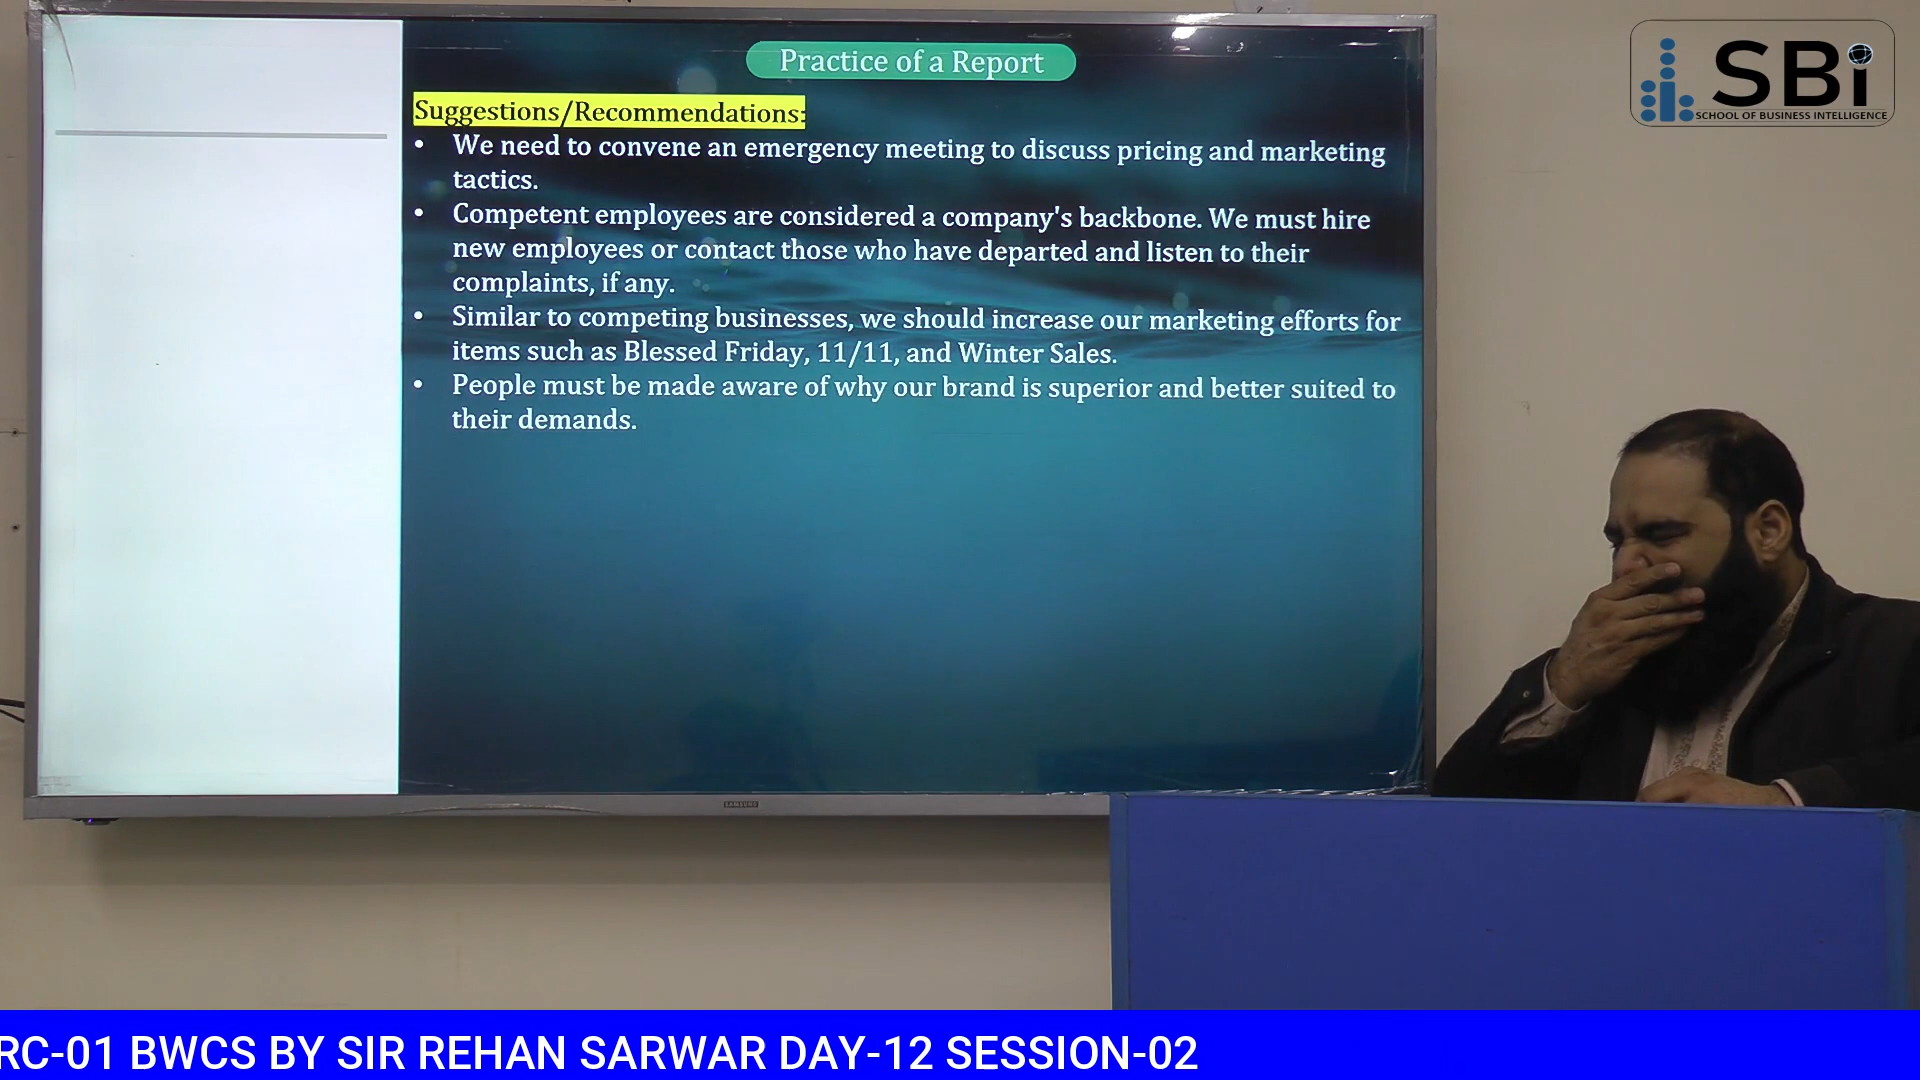 Practice of a Report
Suggestions/Recommendations:
• We need to convene an emergency meeting to discuss pricing and marketing
tactics.
• Competent employees are considered a company's backbone. We must hire
new employees or contact those who have departed and listen to their
complaints, if any.
• Similar to competing businesses, we should increase our marketing efforts for
items such as Blessed Friday, 11/11, and Winter Sales.
• People must be made aware of why our brand is superior and better suited to
their demands.
SBi
SCHOOL OF BUSINESS INTELLIGENCE
SAMSUNG
RC-01 BWCS BY SIR REHAN SARWAR DAY-12 SESSION-02